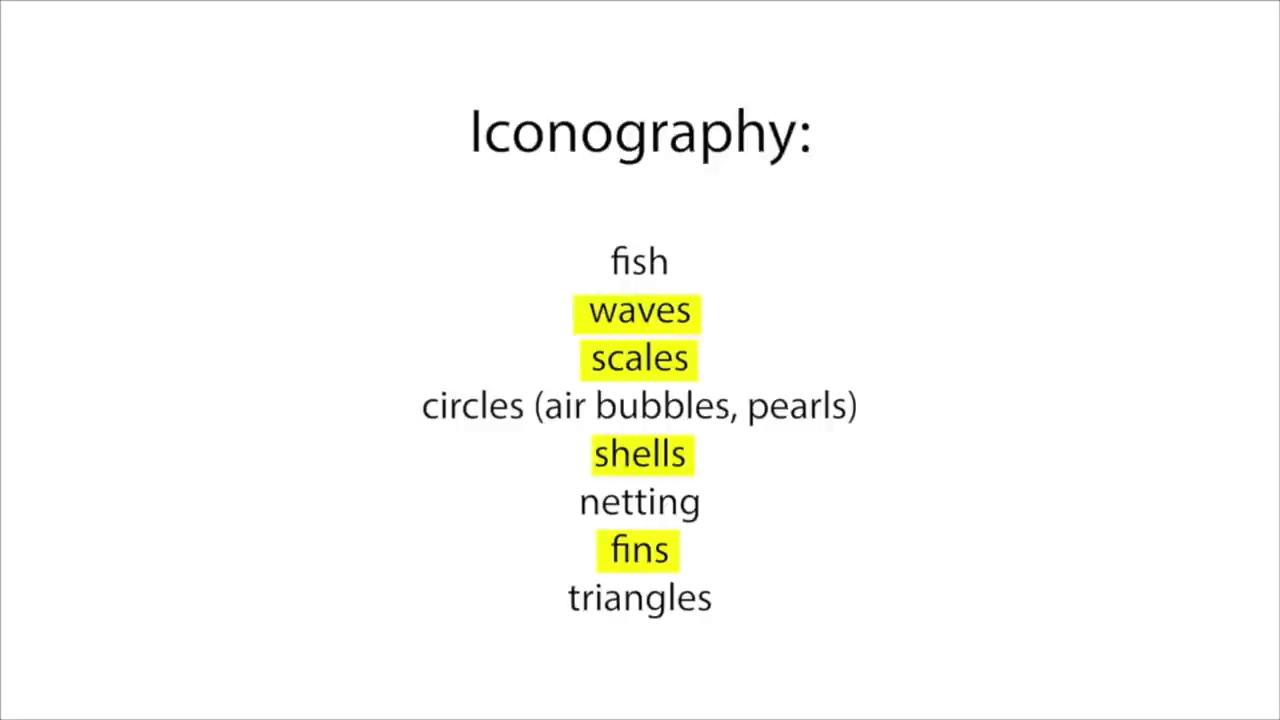 Iconography:
fish
waves
scales
circles (air bubbles, pearls)
shells
netting
fins
triangles